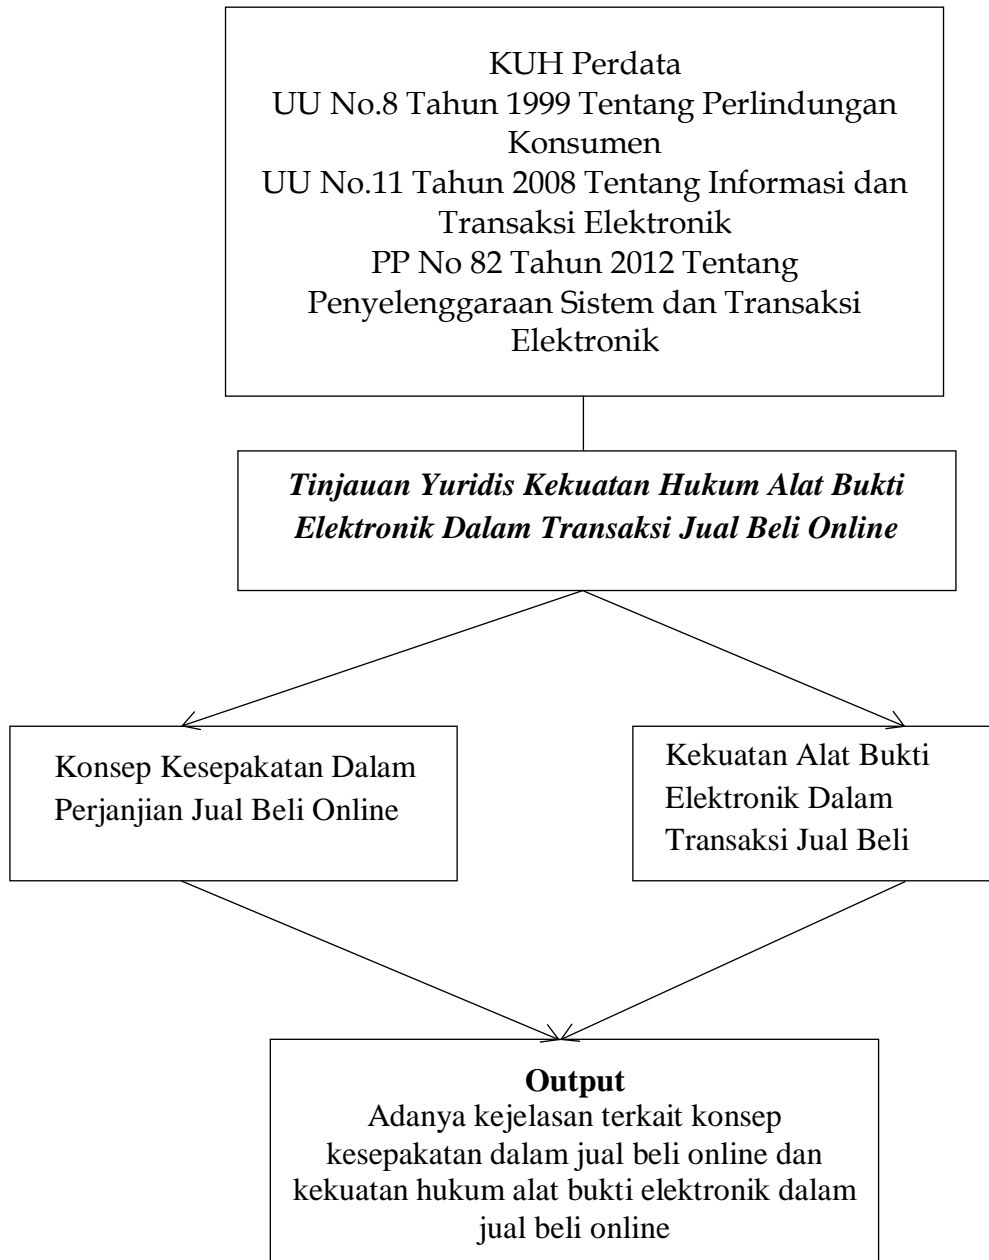 KUH Perdata
UU No.8 Tahun 1999 Tentang Perlindungan
Konsumen
UU No.11 Tahun 2008 Tentang Informasi dan
Transaksi Elektronik
PP No 82 Tahun 2012 Tentang
Penyelenggaraan Sistem dan Transaksi
Elektronik
Tinjauan Yuridis Kekuatan Hukum Alat Bukti
Elektronik Dalam Transaksi Jual Beli Online
Konsep Kesepakatan Dalam
Perjanjian Jual Beli Online
Kekuatan Alat Bukti
Elektronik Dalam
Transaksi Jual Beli
Output
Adanya kejelasan terkait konsep
kesepakatan dalam jual beli online dan
kekuatan hukum alat bukti elektronik dalam
jual beli online